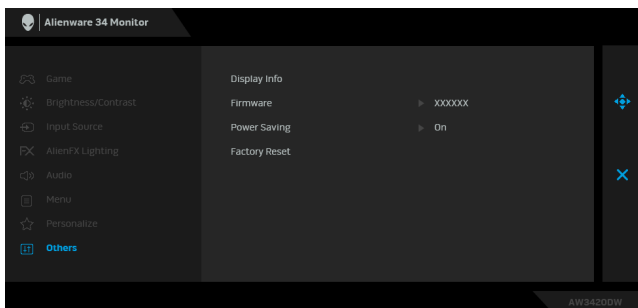 Alienware 34 Monitor
Game
Brightness/Contrast
Input Source
AlienFX Lighting
Audio
Menu
Personalize
Others
Display Info
Firmware XXXXXX
Power Saving On
Factory Reset
AW3420DW